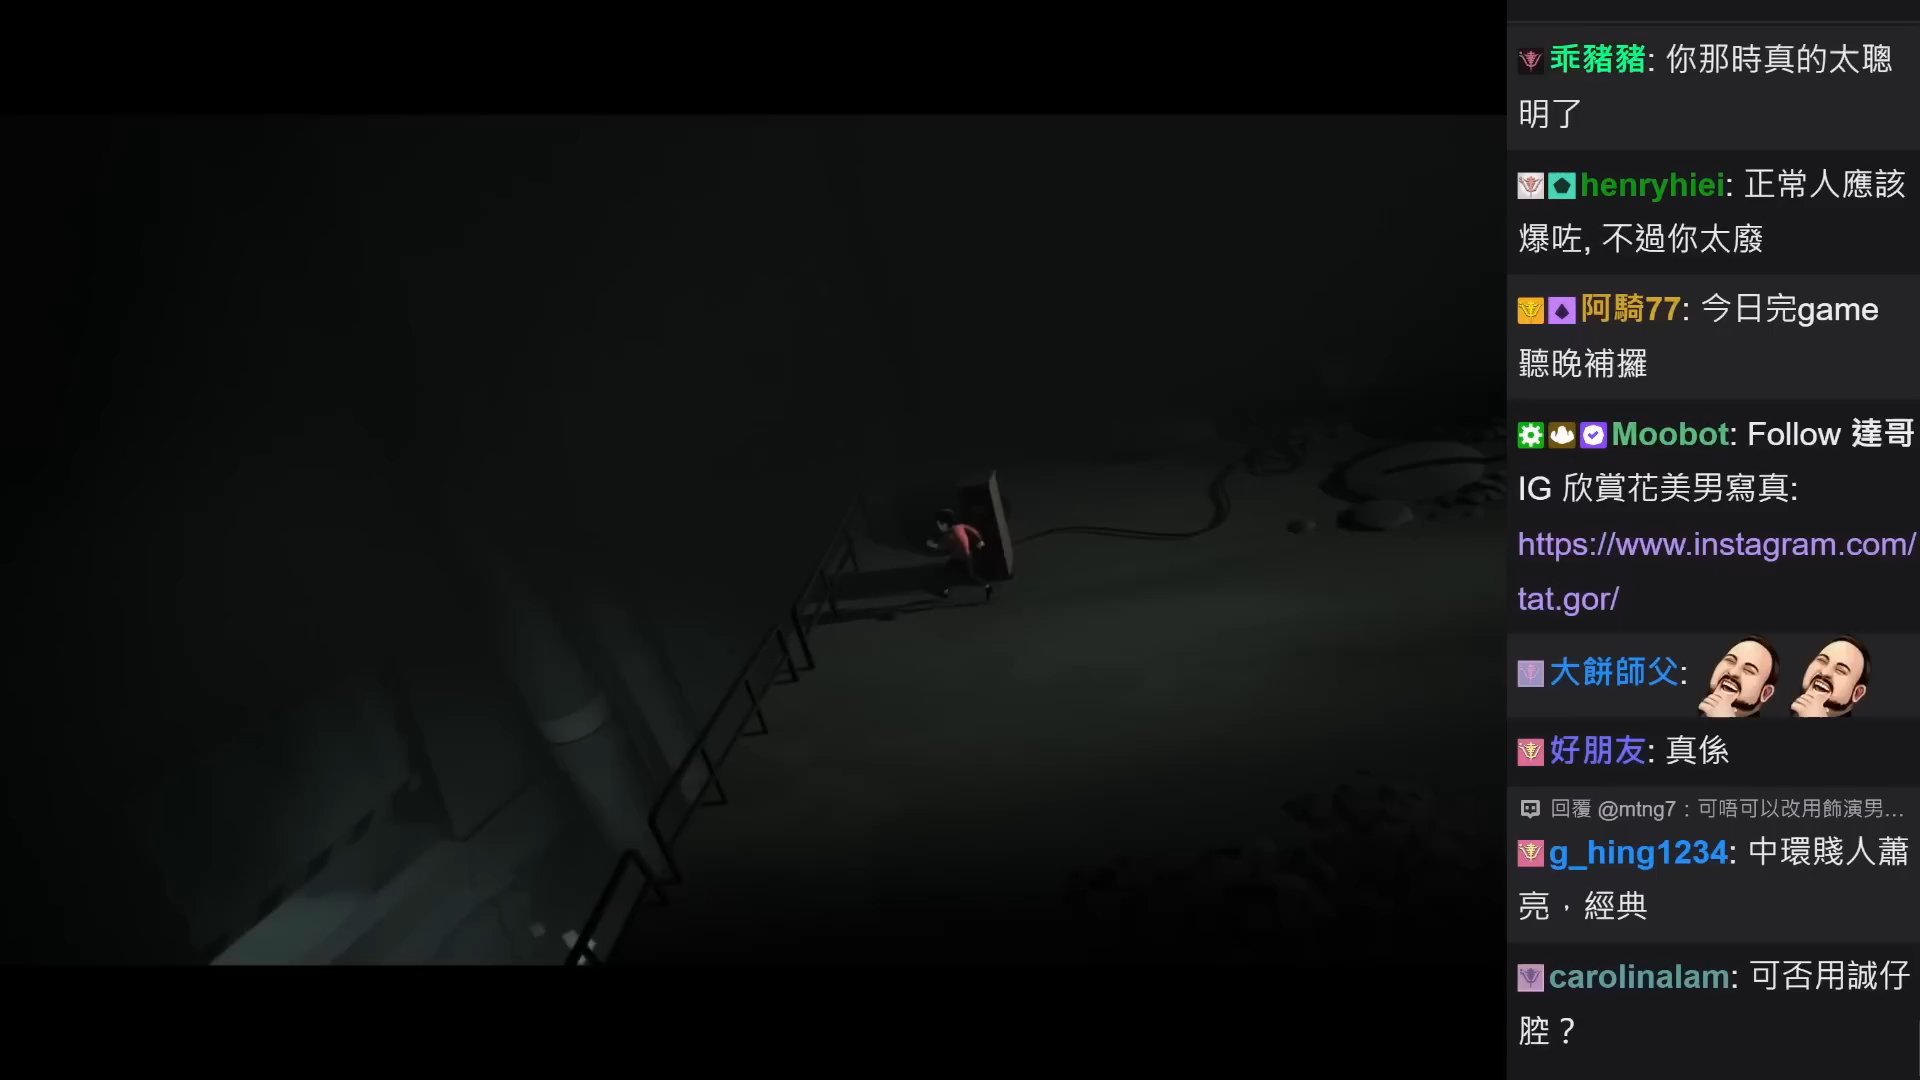 乖豬豬: 你那時真的太聰
明了
henryhiei: 正常人應該
爆咗, 不過你太廢
阿騎77: 今日完game
聽晚補攞
Moobot: Follow 達哥
IG 欣賞花美男寫真:
https://www.instagram.com/
tat.gor/
大餅師父:
好朋友: 真係
回覆 @mtng7：可唔可以改用飾演男...
g_hing1234: 中環賤人蕭
亮，經典
carolinalam: 可否用誠仔
腔？